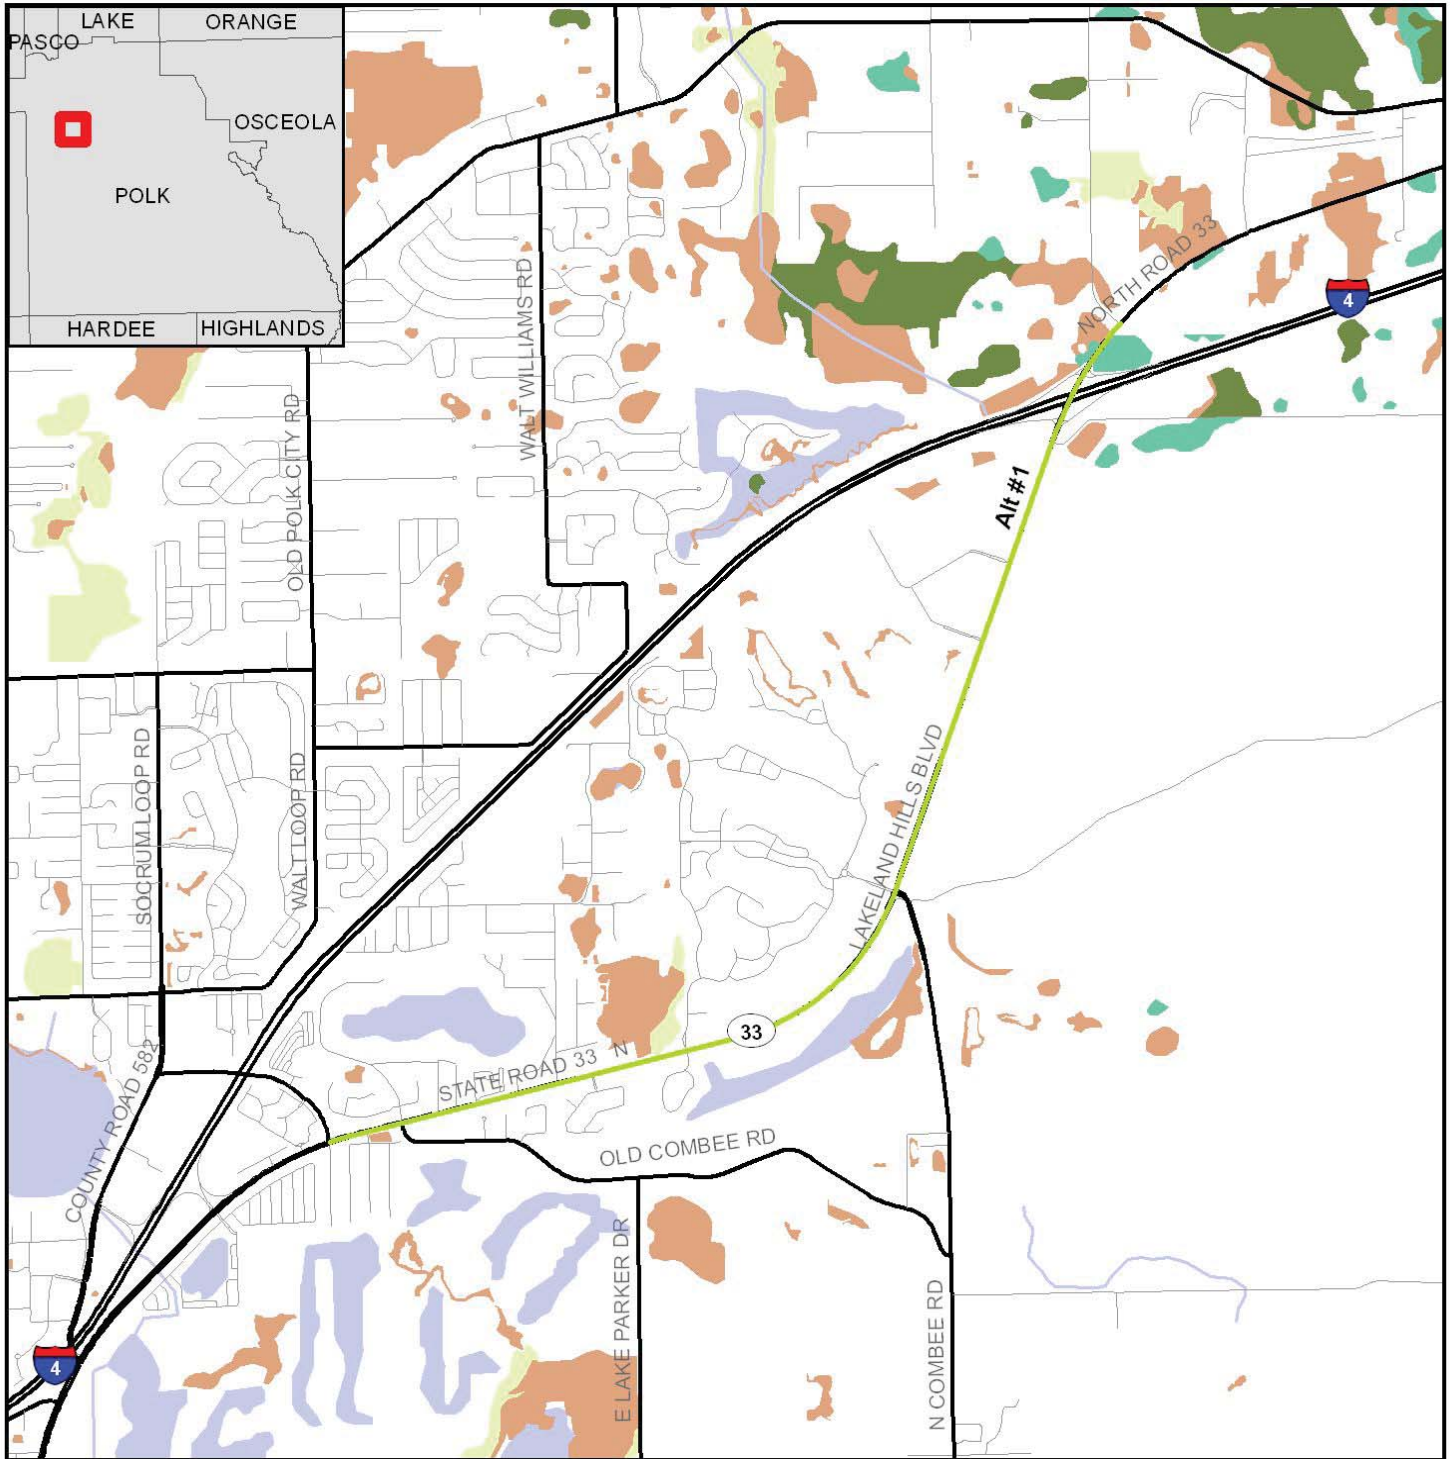 LAKE
ORANGE
PASCO
OSCEOLA
POLK
HARDEE
HIGHLANDS
WALT WILLIAMS RD
NORTH ROAD 33
4
OLD POLK CITY RD
Alt #1
SOCRUM LOOP RD
WALT LOOP RD
LAKELAND HILLS BLVD
33
STATE ROAD 33 N
COUNTY ROAD 582
OLD COMBEE RD
E LAKE PARKER DR
N COMBEE RD
4